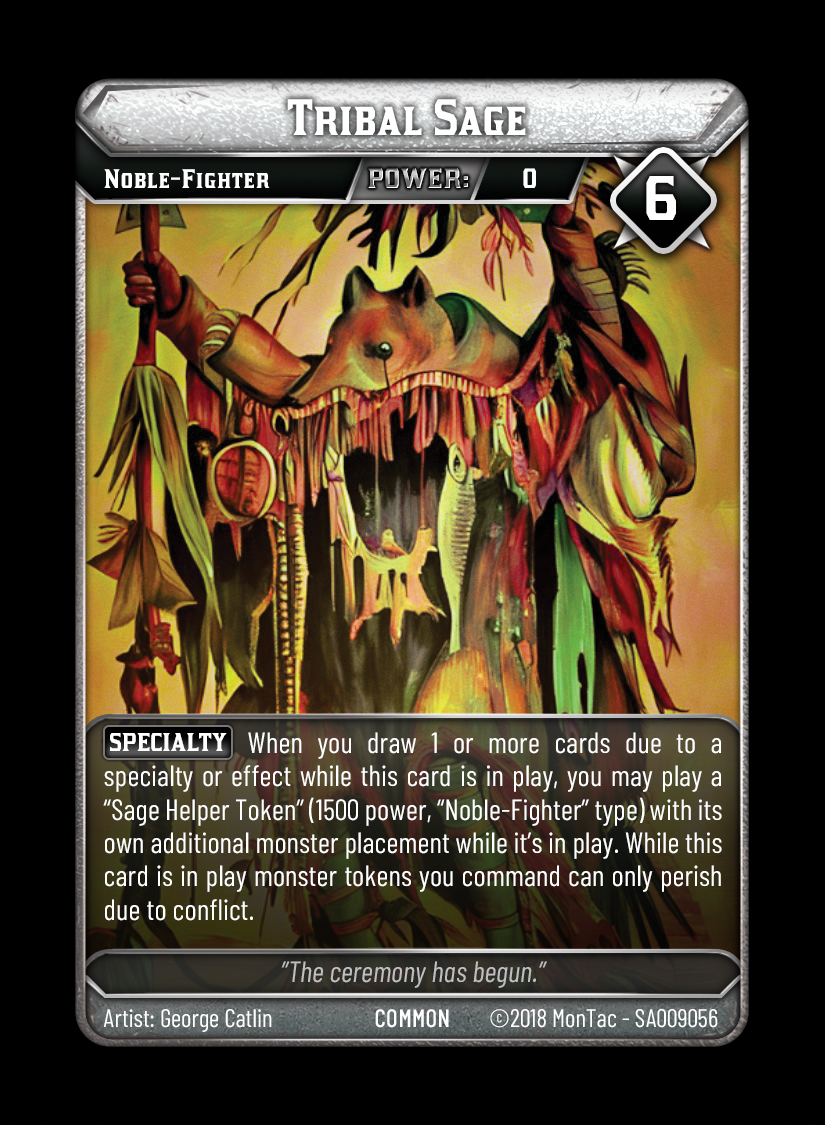 Tribal Sage
Noble-Fighter POWER: 0 6
SPECIALTY When you draw 1 or more cards due to a
specialty or effect while this card is in play, you may play a
“Sage Helper Token” (1500 power, “Noble-Fighter” type) with its
own additional monster placement while it’s in play. While this
card is in play monster tokens you command can only perish
due to conflict.
“The ceremony has begun.”
Artist: George Catlin COMMON ©2018 MonTac - SA009056